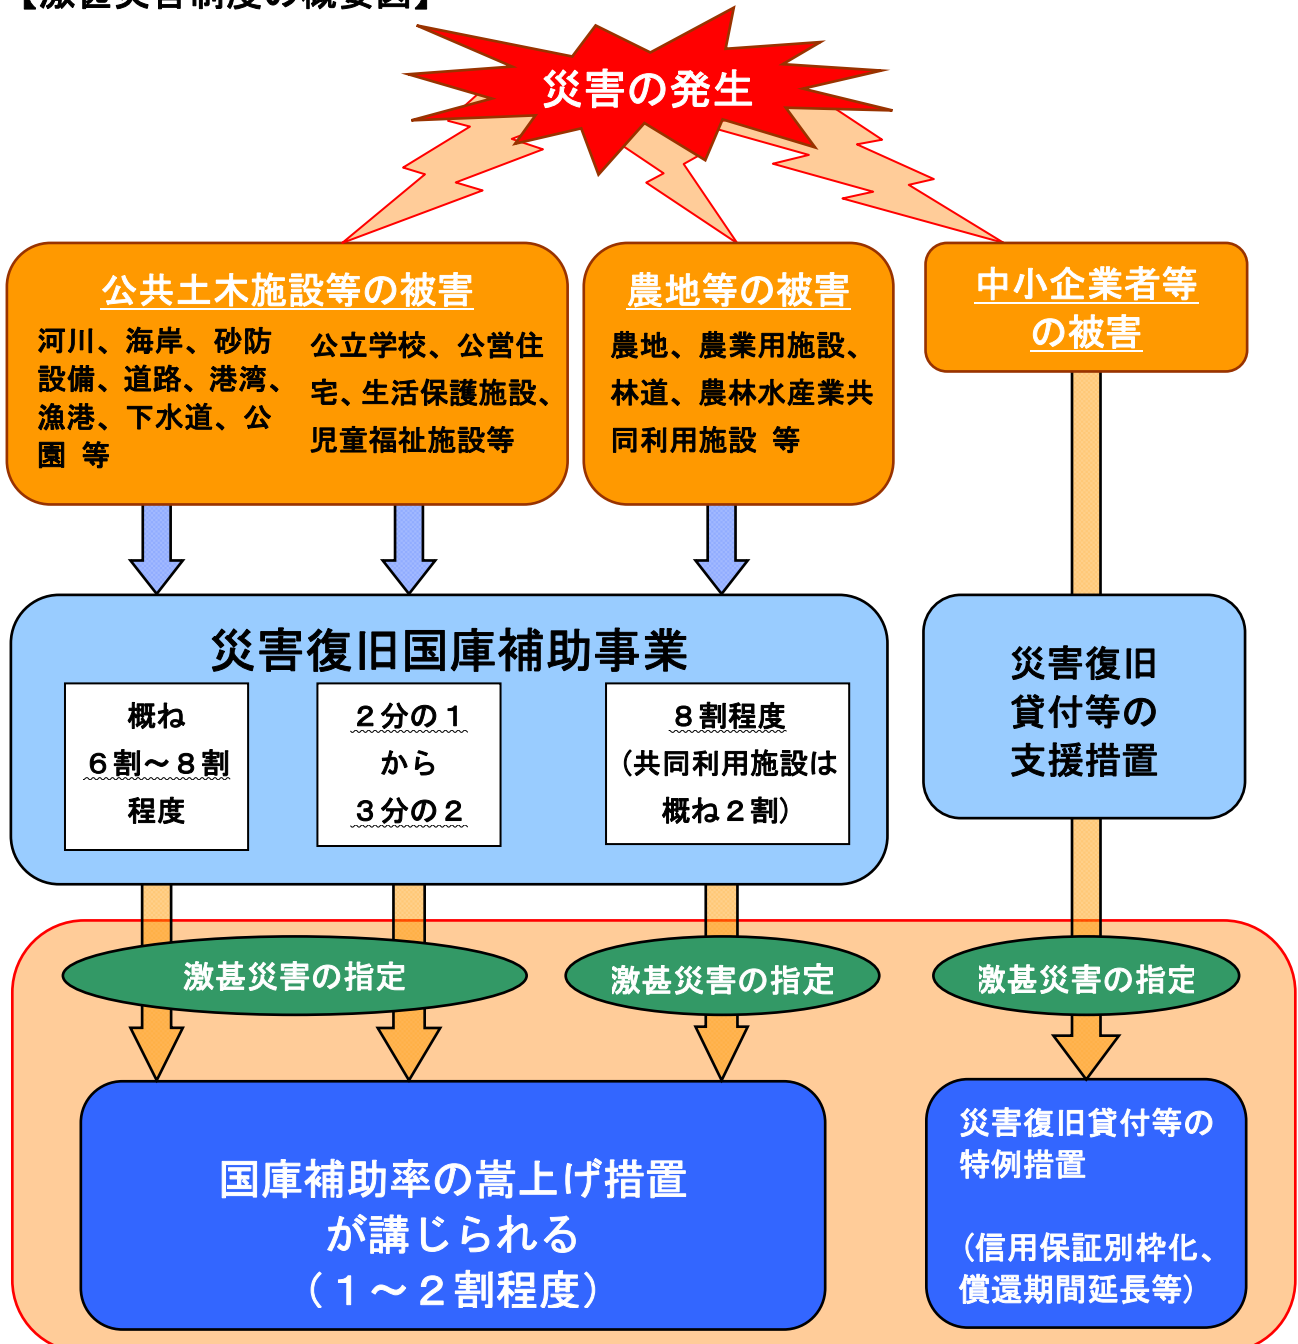 【激甚災害制度の概要図】
災害の発生
公共土木施設等の被害
河川、海岸、砂防
設備、道路、港湾、
漁港、下水道、公
園 等
公立学校、公営住
宅、生活保護施設、
児童福祉施設等
農地等の被害
農地、農業用施設、
林道、農林水産業共
同利用施設 等
中小企業者等
の被害
災害復旧国庫補助事業
概ね
６割～８割
程度
２分の１
から
３分の２
８割程度
（共同利用施設は
概ね２割）
災害復旧
貸付等の
支援措置
激甚災害の指定
激甚災害の指定
激甚災害の指定
国庫補助率の嵩上げ措置
が講じられる
（１～２割程度）
災害復旧貸付等の
特例措置
（信用保証別枠化、
償還期間延長等）